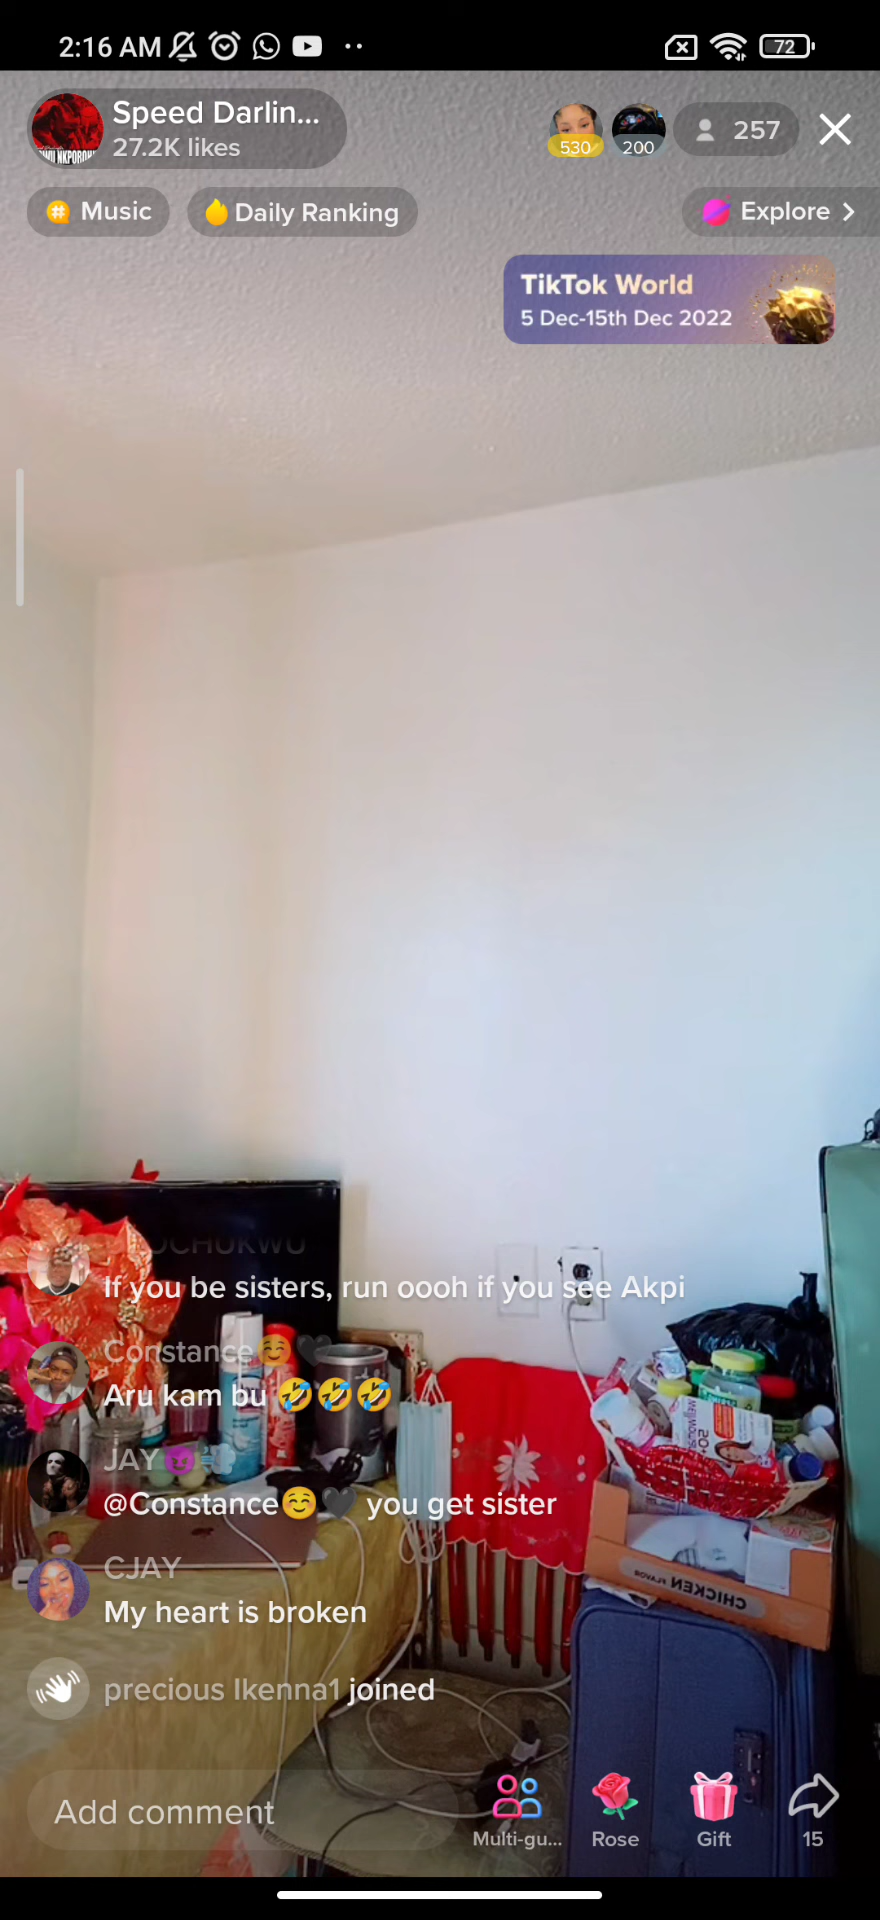 2:16 AM
72
Speed Darlin...
27.2K likes
530
200
257
Music
Daily Ranking
Explore
TikTok World
5 Dec-15th Dec 2022
If you be sisters, run oooh if you see Akpi
Constance☺️🖤
Aru kam bu 🤣🤣🤣
JAY😈💨
@Constance☺️🖤 you get sister
CJAY
My heart is broken
CHICKEN FLAVOR
precious Ikenna1 joined
Add comment
Multi-gu...
Rose
Gift
15